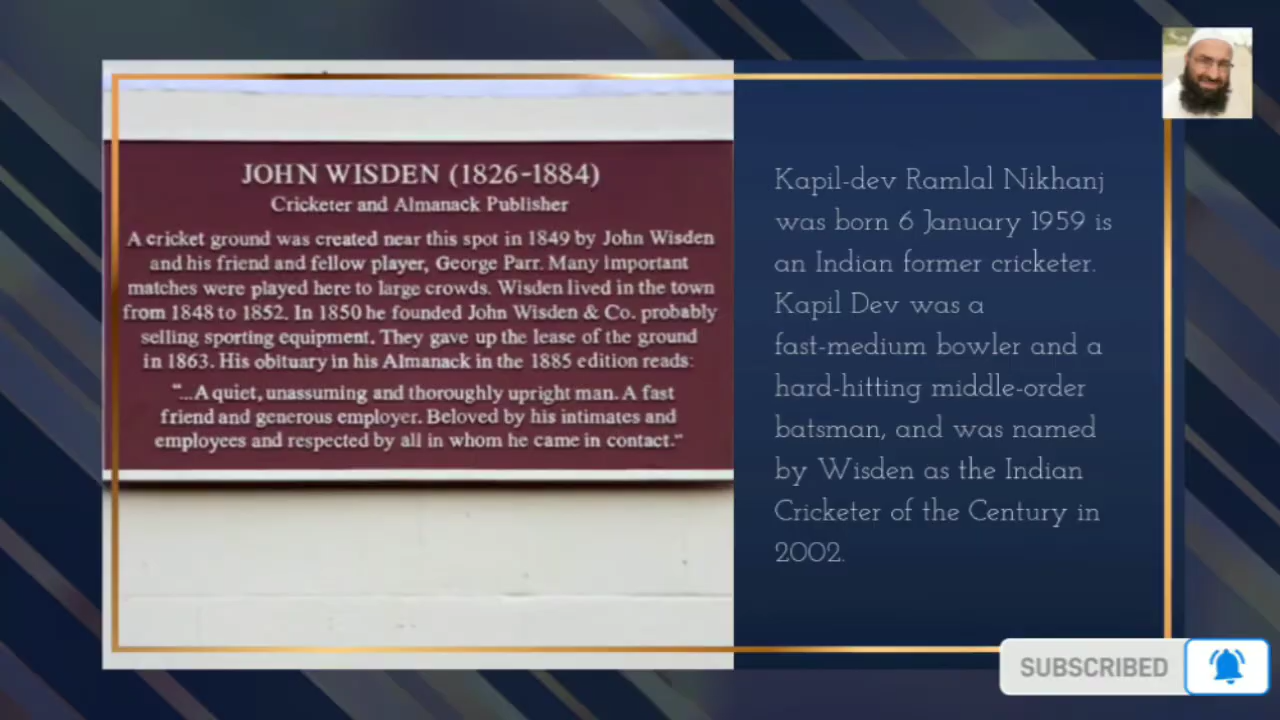 JOHN WISDEN (1826-1884)
Cricketer and Almanack Publisher
A cricket ground was created near this spot in 1849 by John Wisden
and his friend and fellow player, George Parr. Many important
matches were played here to large crowds. Wisden lived in the town
from 1848 to 1852. In 1850 he founded John Wisden & Co. probably
selling sporting equipment. They gave up the lease of the ground
in 1863. His obituary in his Almanack in the 1885 edition reads:
"...A quiet, unassuming and thoroughly upright man. A fast
friend and generous employer. Beloved by his intimates and
employees and respected by all in whom he came in contact."
Kapil-dev Ramlal Nikhanj
was born 6 January 1959 is
an Indian former cricketer.
Kapil Dev was a
fast-medium bowler and a
hard-hitting middle-order
batsman, and was named
by Wisden as the Indian
Cricketer of the Century in
2002.
SUBSCRIBED